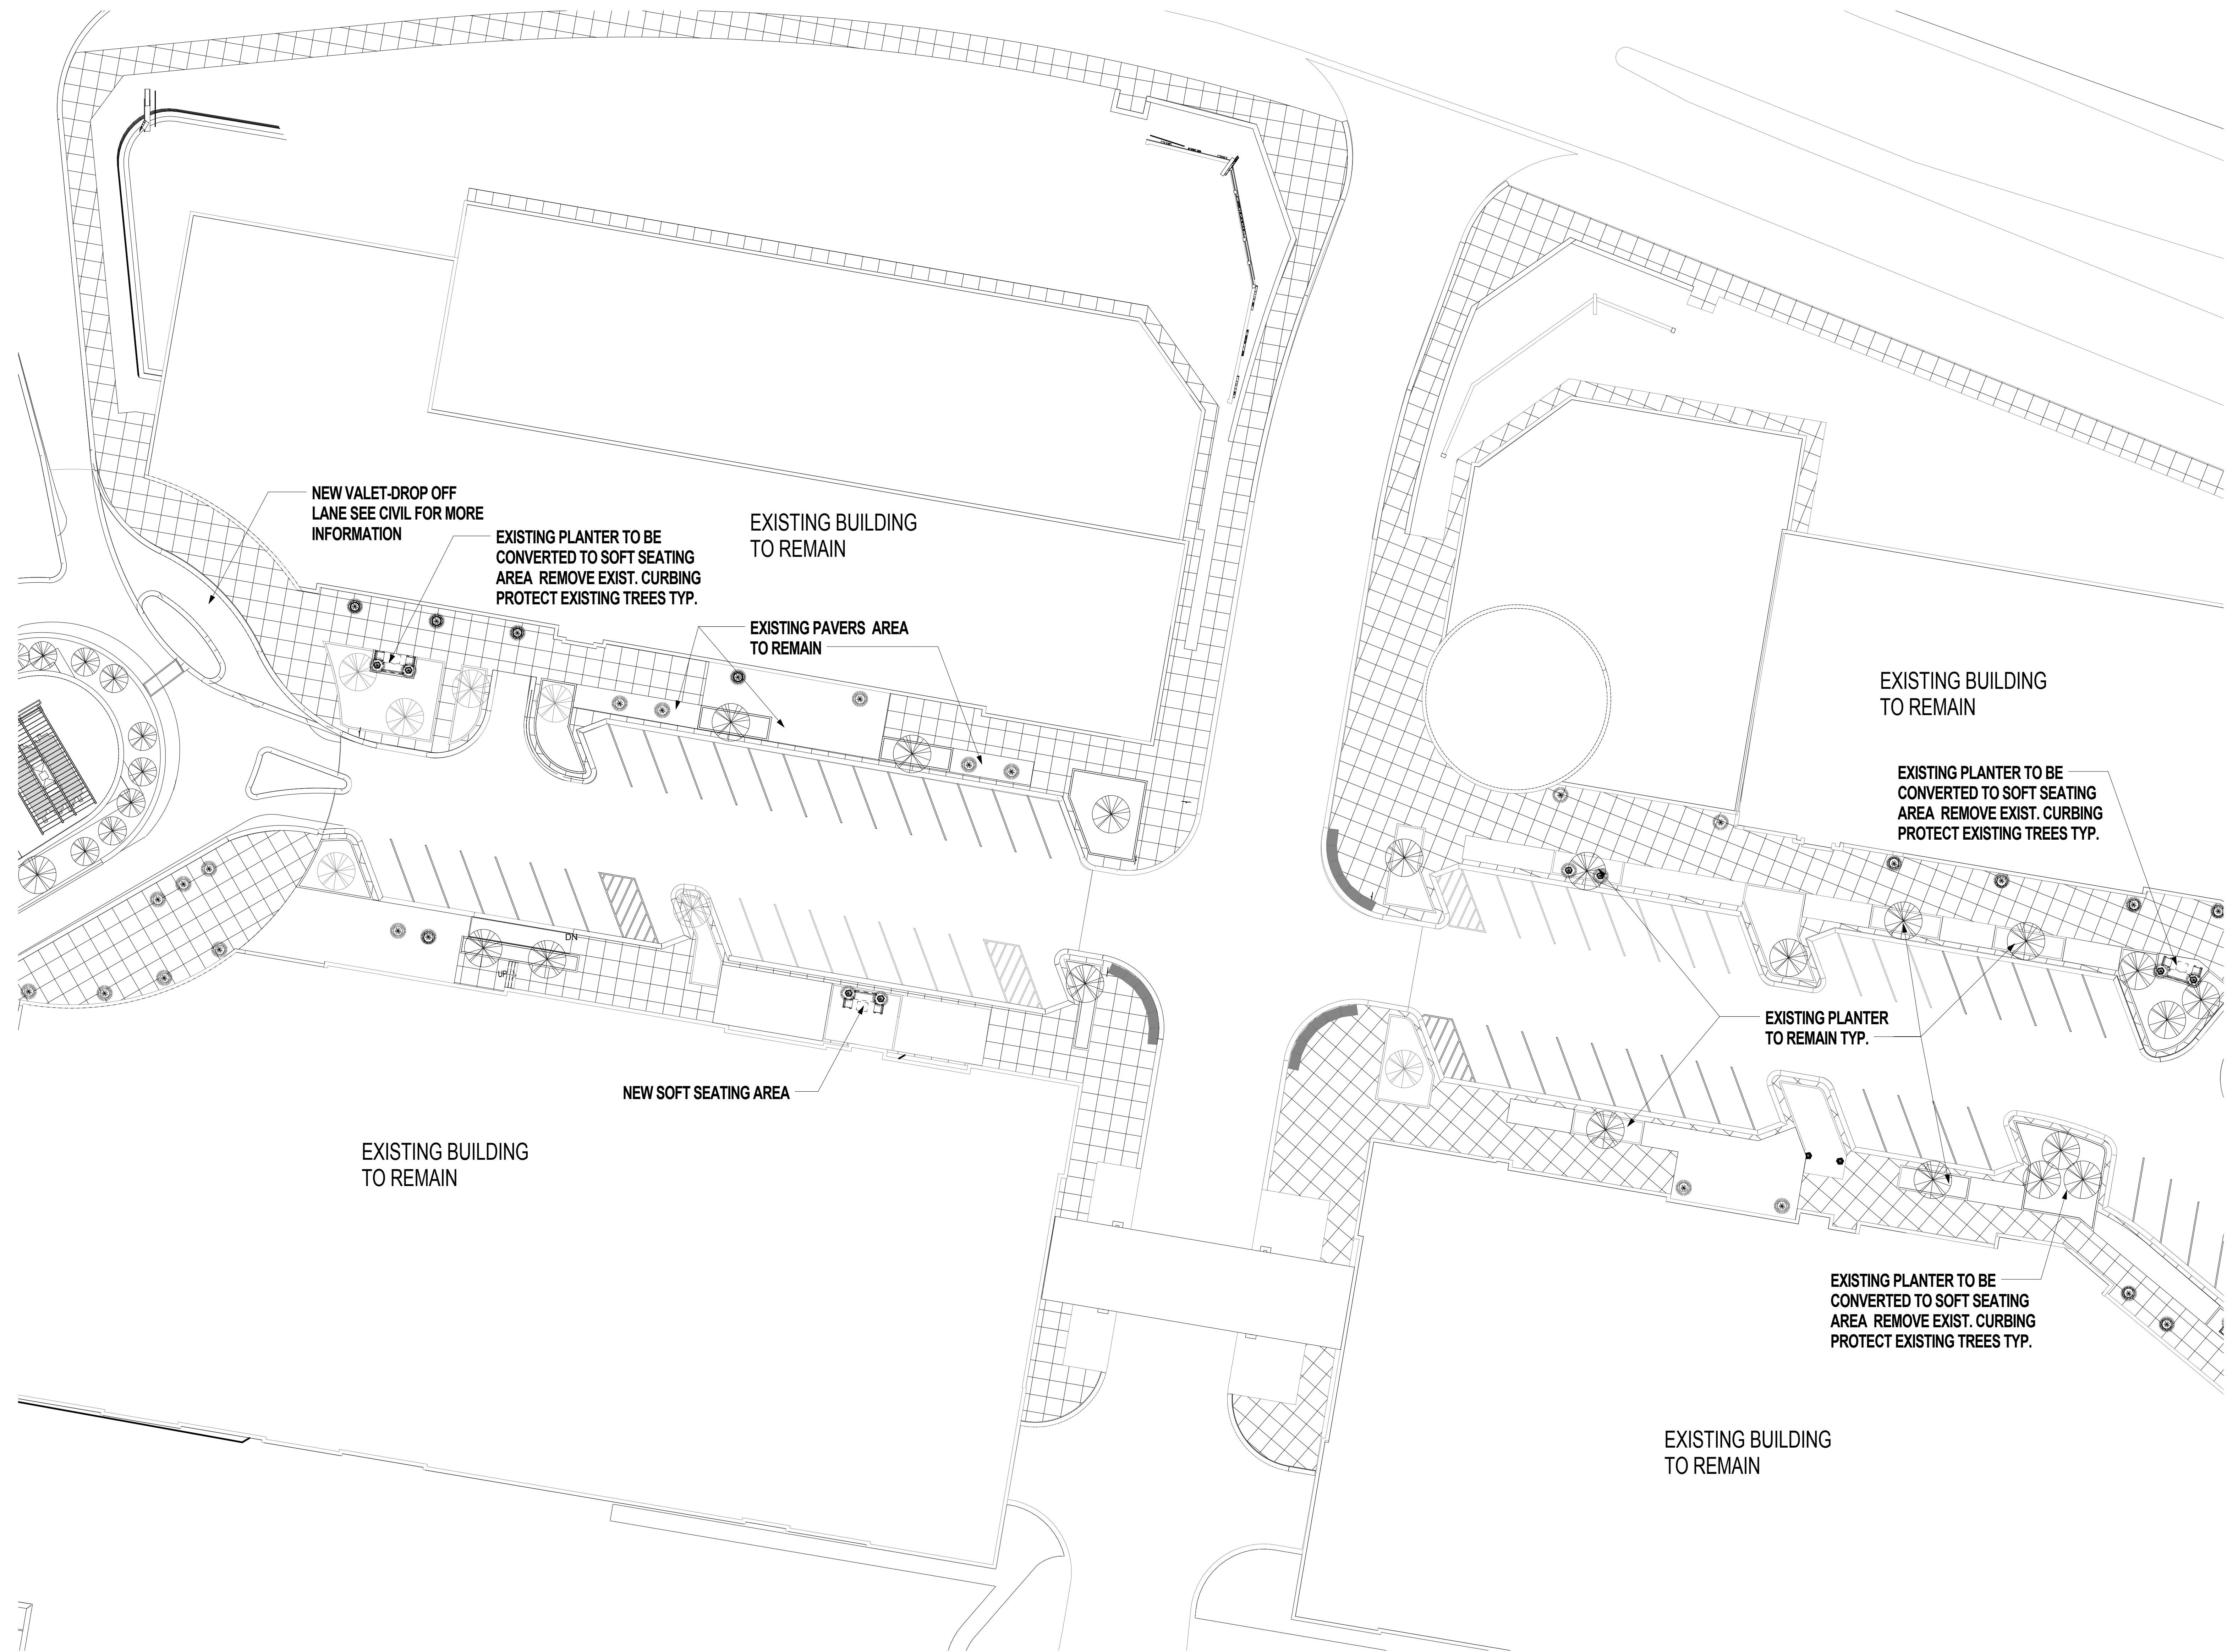 NEW VALET-DROP OFF
LANE SEE CIVIL FOR MORE
INFORMATION
EXISTING PLANTER TO BE
CONVERTED TO SOFT SEATING
AREA REMOVE EXIST. CURBING
PROTECT EXISTING TREES TYP.
EXISTING BUILDING
TO REMAIN
EXISTING PAVERS AREA
TO REMAIN
EXISTING BUILDING
TO REMAIN
EXISTING PLANTER TO BE
CONVERTED TO SOFT SEATING
AREA REMOVE EXIST. CURBING
PROTECT EXISTING TREES TYP.
DN
UP
EXISTING PLANTER
TO REMAIN TYP.
NEW SOFT SEATING AREA
EXISTING BUILDING
TO REMAIN
EXISTING PLANTER TO BE
CONVERTED TO SOFT SEATING
AREA REMOVE EXIST. CURBING
PROTECT EXISTING TREES TYP.
EXISTING BUILDING
TO REMAIN